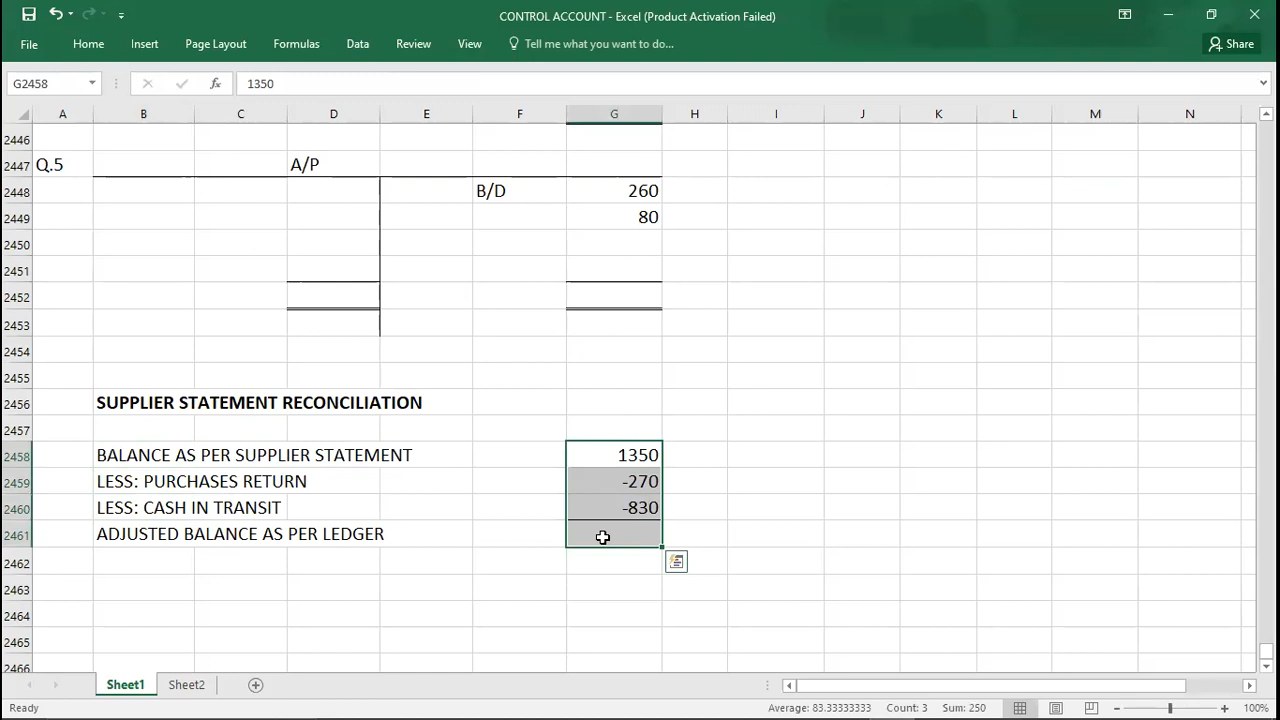 CONTROL ACCOUNT - Excel (Product Activation Failed)
File Home Insert Page Layout Formulas Data Review View Tell me what you want to do... Share
G2458 fx 1350
A B C D E F G H I J K L M N
2446
2447 Q.5 A/P
2448 B/D 260
2449 80
2450
2451
2452
2453
2454
2455
2456 SUPPLIER STATEMENT RECONCILIATION
2457
2458 BALANCE AS PER SUPPLIER STATEMENT 1350
2459 LESS: PURCHASES RETURN -270
2460 LESS: CASH IN TRANSIT -830
2461 ADJUSTED BALANCE AS PER LEDGER
2462
2463
2464
2465
2466
Sheet1 Sheet2
Ready Average: 83.33333333 Count: 3 Sum: 250 100%